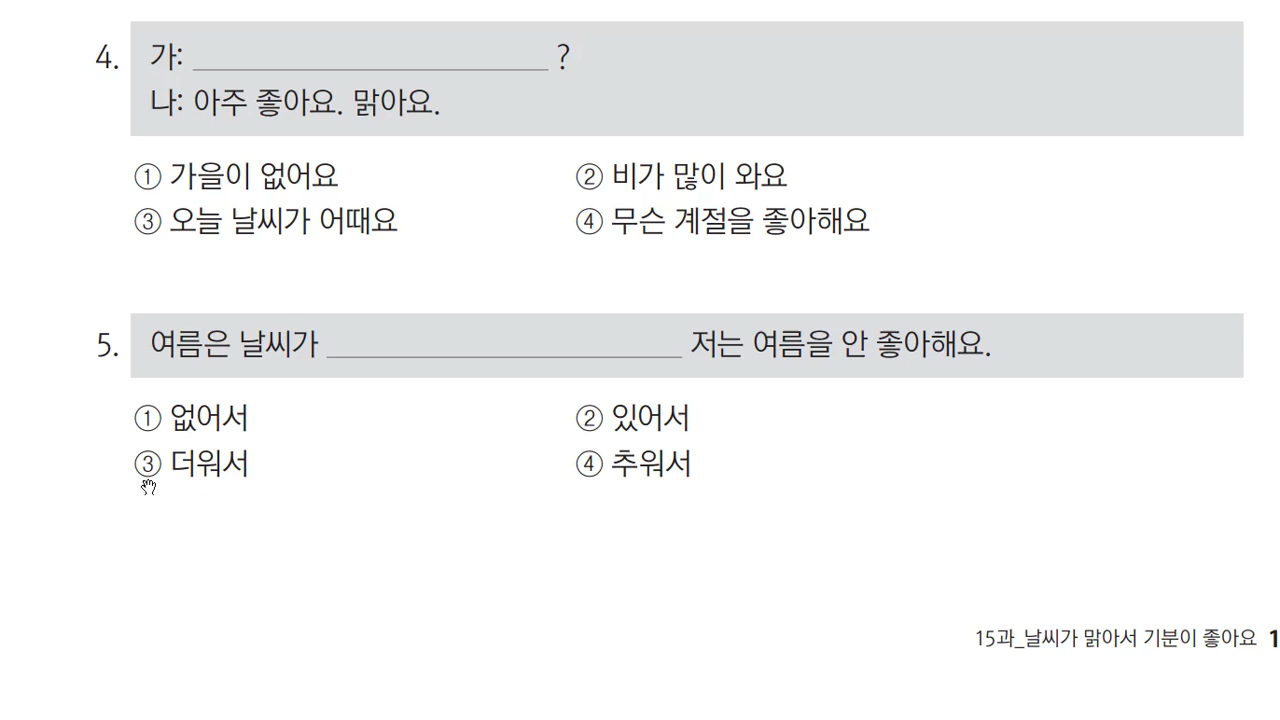 4. 가: ____________________ ?
나: 아주 좋아요. 맑아요.
① 가을이 없어요 ② 비가 많이 와요
③ 오늘 날씨가 어때요 ④ 무슨 계절을 좋아해요
5. 여름은 날씨가 ____________________ 저는 여름을 안 좋아해요.
① 없어서 ② 있어서
③ 더워서 ④ 추워서
15과_날씨가 맑아서 기분이 좋아요 1